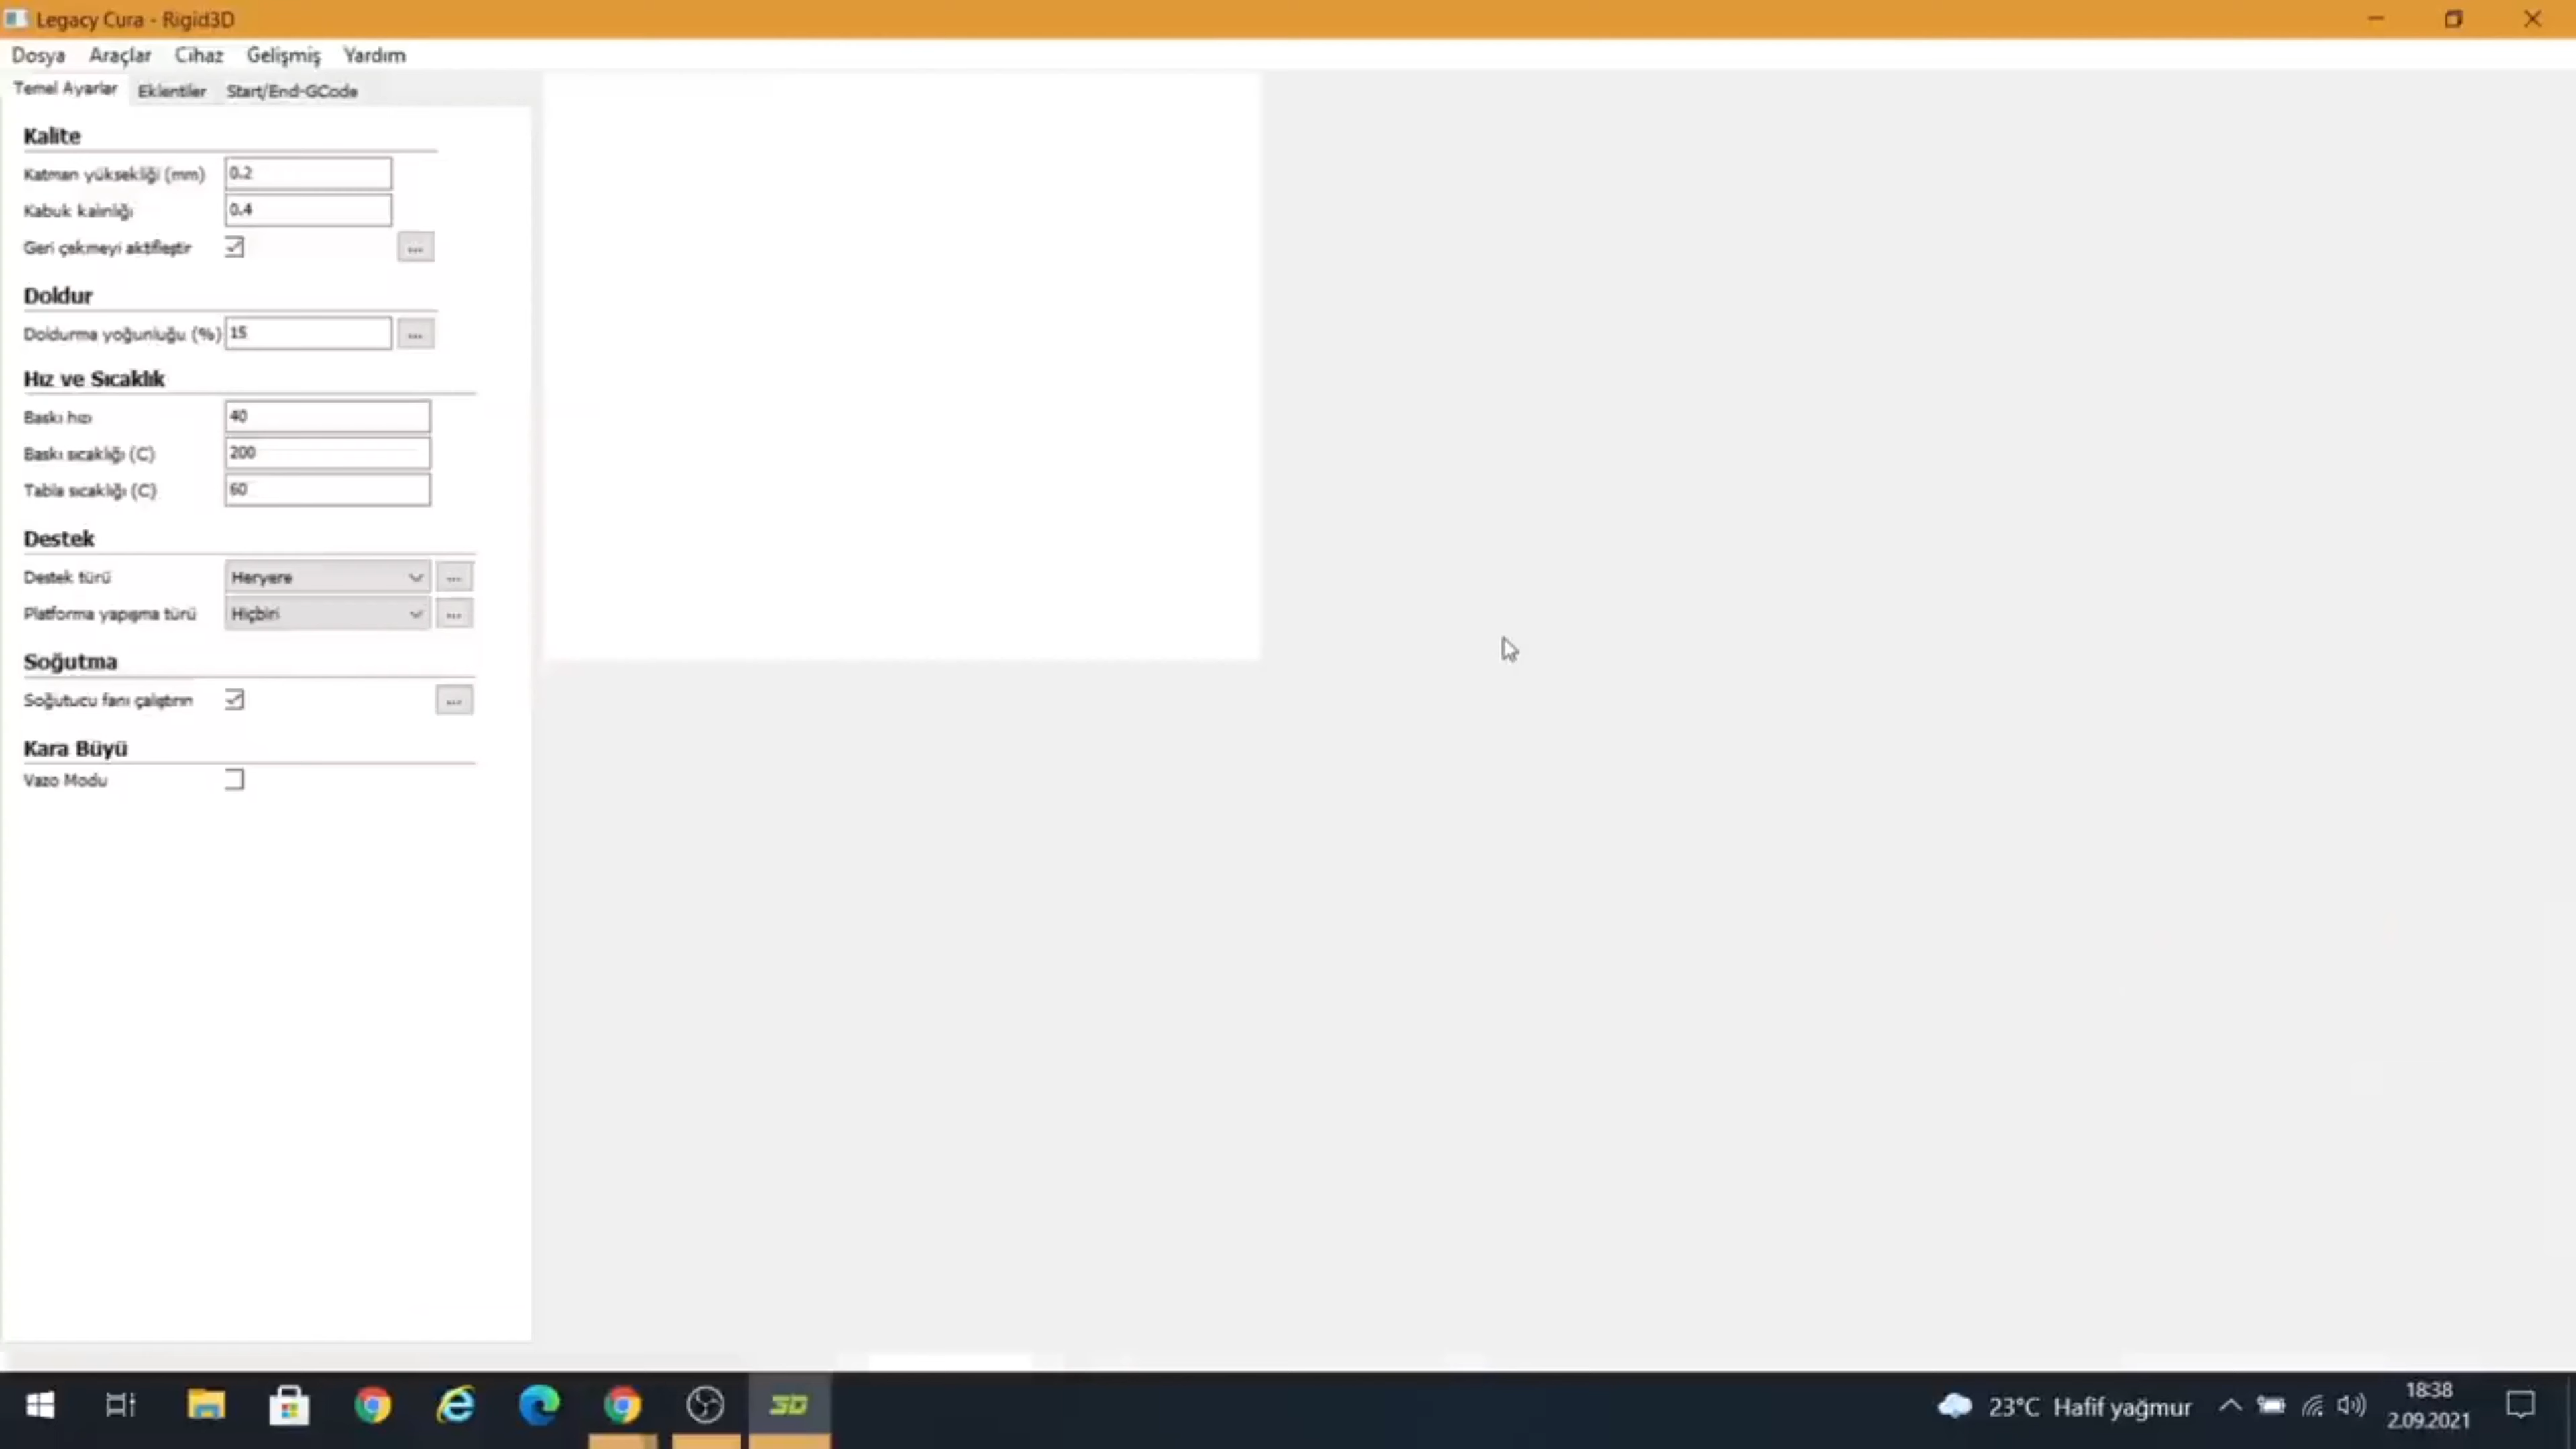 Legacy Cura - Rigid3D
Dosya Araçlar Cihaz Gelişmiş Yardım
Temel Ayarlar Eklentiler Start/End-GCode
Kalite
Katman yüksekliği (mm) 0.2
Kabuk kalınlığı 0.4
Geri çekmeyi aktifleştir ...
Doldur
Doldurma yoğunluğu (%) 15 ...
Hız ve Sıcaklık
Baskı hızı 40
Baskı sıcaklığı (C) 200
Tabla sıcaklığı (C) 60
Destek
Destek türü Heryere ...
Platforma yapışma türü Hiçbiri ...
Soğutma
Soğutucu fanı çalıştırın ...
Kara Büyü
Vazo Modu
3D
23°C Hafif yağmur
18:38
2.09.2021